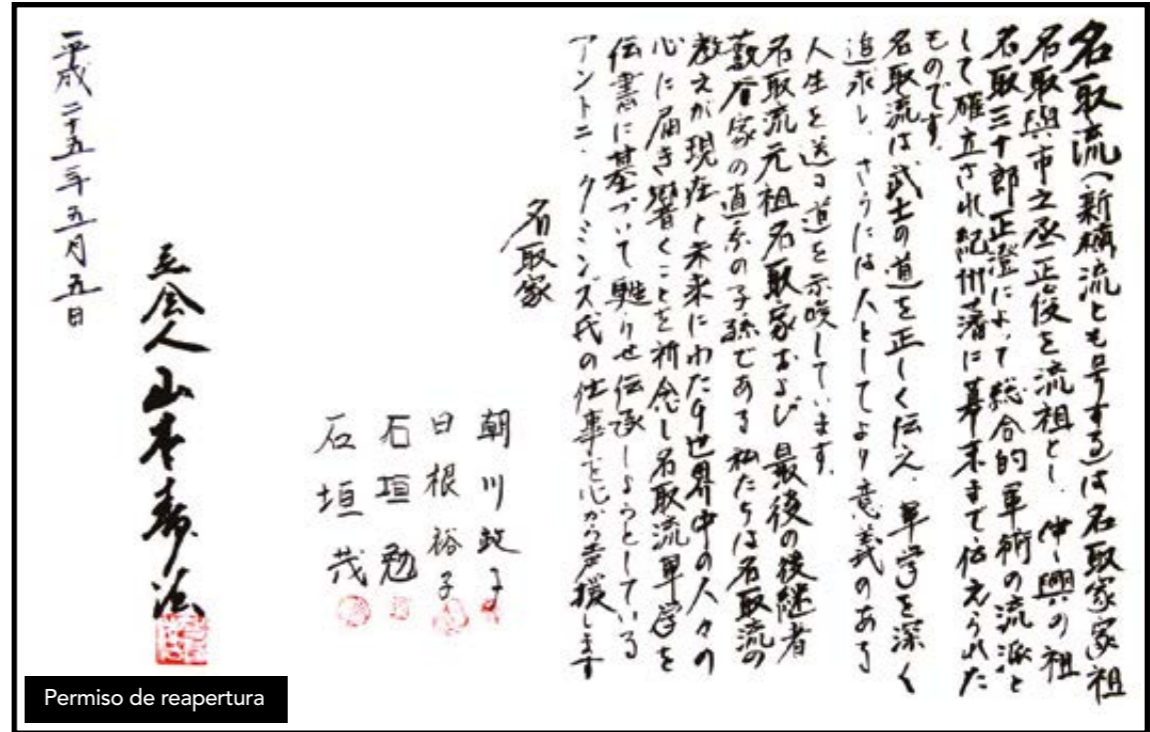 名取流(新楠流とも号する)は名取家家祖
名取與市之丞正俊を流祖とし、中興の祖
名取三十郎正澄によって総合的軍術の流派と
して確立され紀州藩に幕末まで伝えられた
ものです。
名取流は武士の道を正しく伝え、軍学を深く
追求し、さらには人としてより意義のある
人生を送る道を示唆しています。
名取流元祖名取家および最後の後継者
藪谷家の直系の子孫である私たちは名取流の
教えが現在と未来にわたり世界中の人々の
心に届き響くことを祈念し名取流軍学を
伝書に基づいて甦らせ伝承しようとしている
アントニ・クミンズ氏の仕事を心から声援します
名取家
朝川政子
日根裕子
石垣勉
石垣茂
立会人 山本寿法
平成二十五年五月五日
Permiso de reapertura